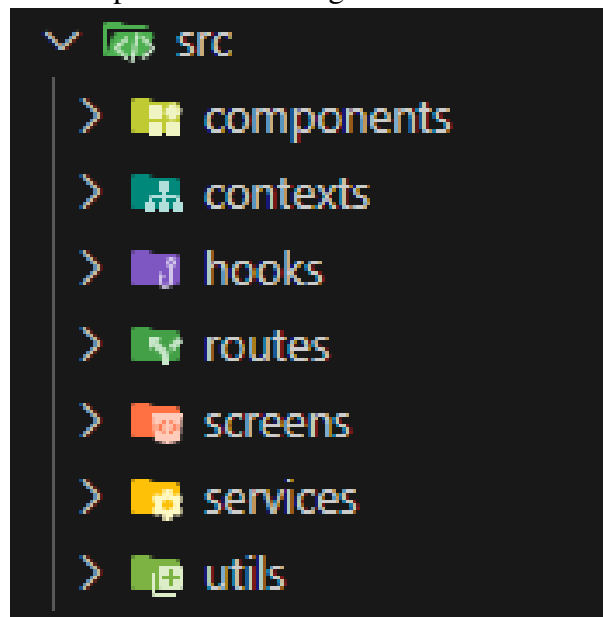 src
components
contexts
hooks
routes
screens
services
utils